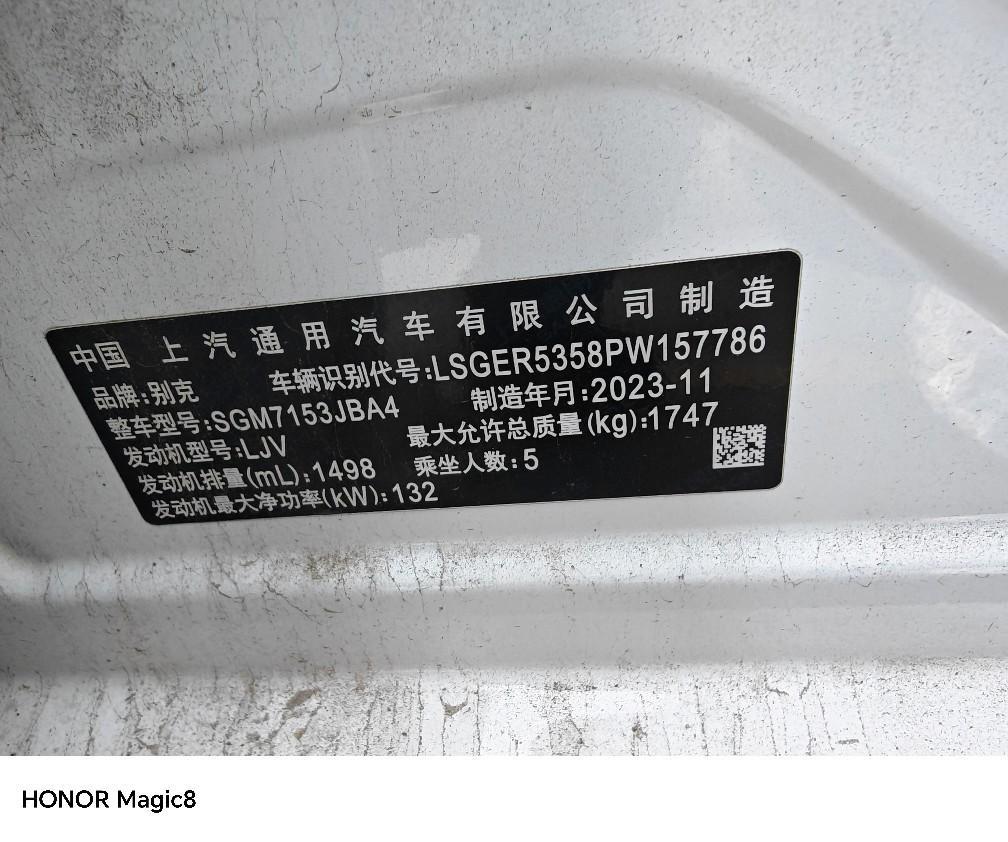 中国 上汽通用汽车有限公司制造
品牌:别克 车辆识别代号:LSGER5358PW157786
整车型号:SGM7153JBA4 制造年月:2023-11
发动机型号:LJV 最大允许总质量(kg):1747
发动机排量(mL):1498 乘坐人数:5
发动机最大净功率(kW):132
HONOR Magic8